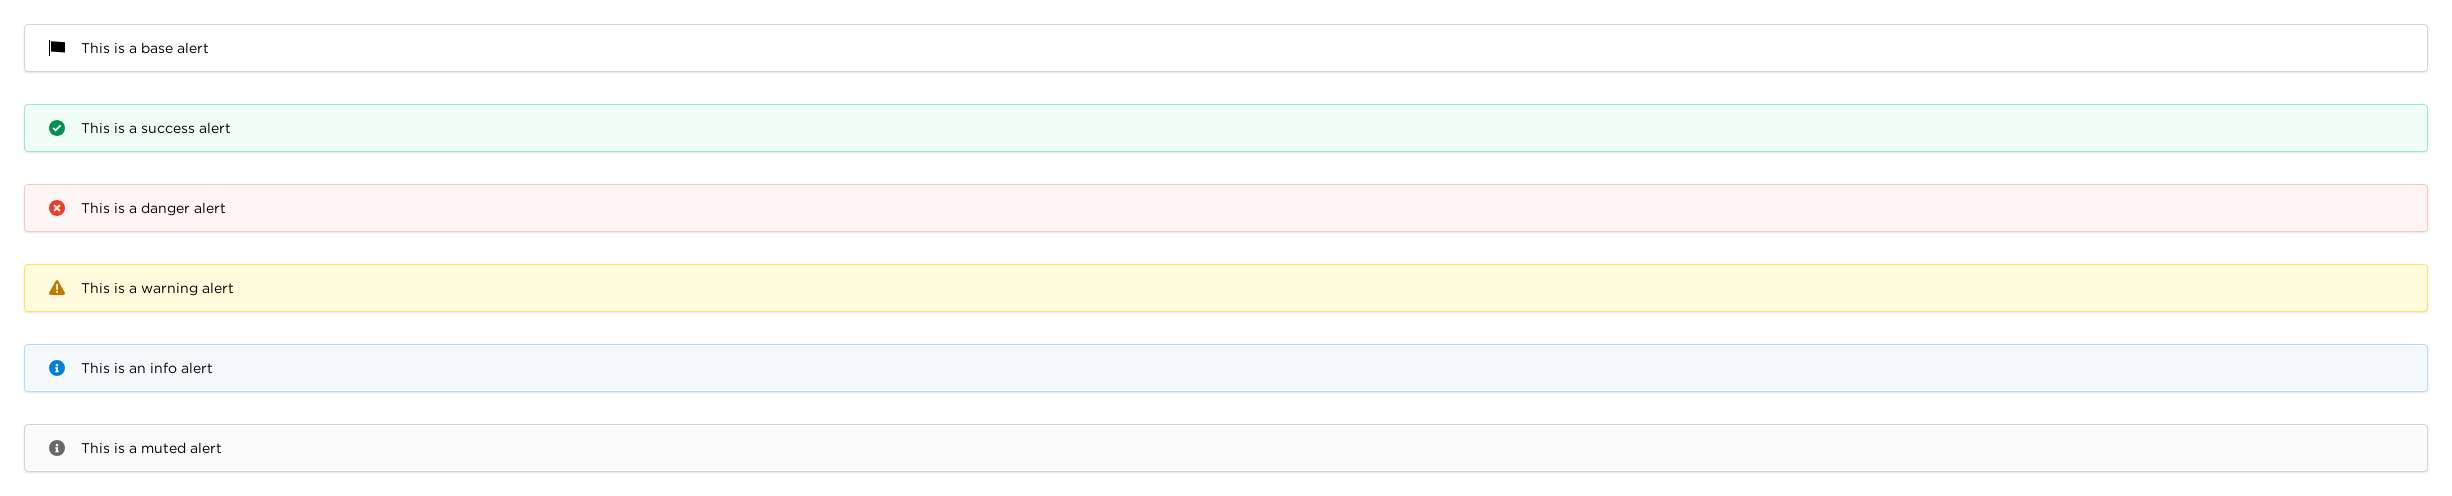 This is a base alert
This is a success alert
This is a danger alert
This is a warning alert
This is an info alert
This is a muted alert